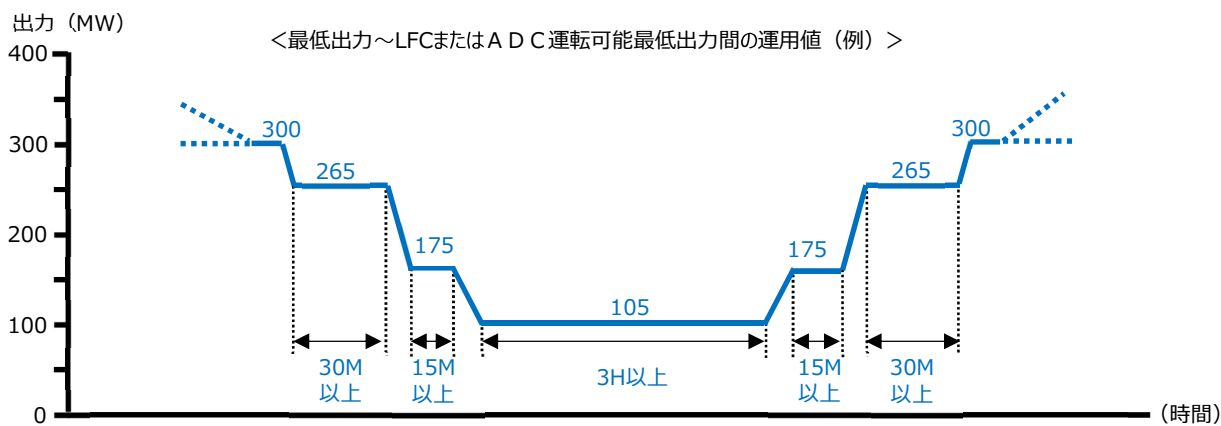 出力（MW）
＜最低出力～LFCまたはＡＤＣ運転可能最低出力間の運用値（例）＞
400
300
200
100
0
300
265
175
105
175
265
300
30M
以上
15M
以上
3H以上
15M
以上
30M
以上
（時間）